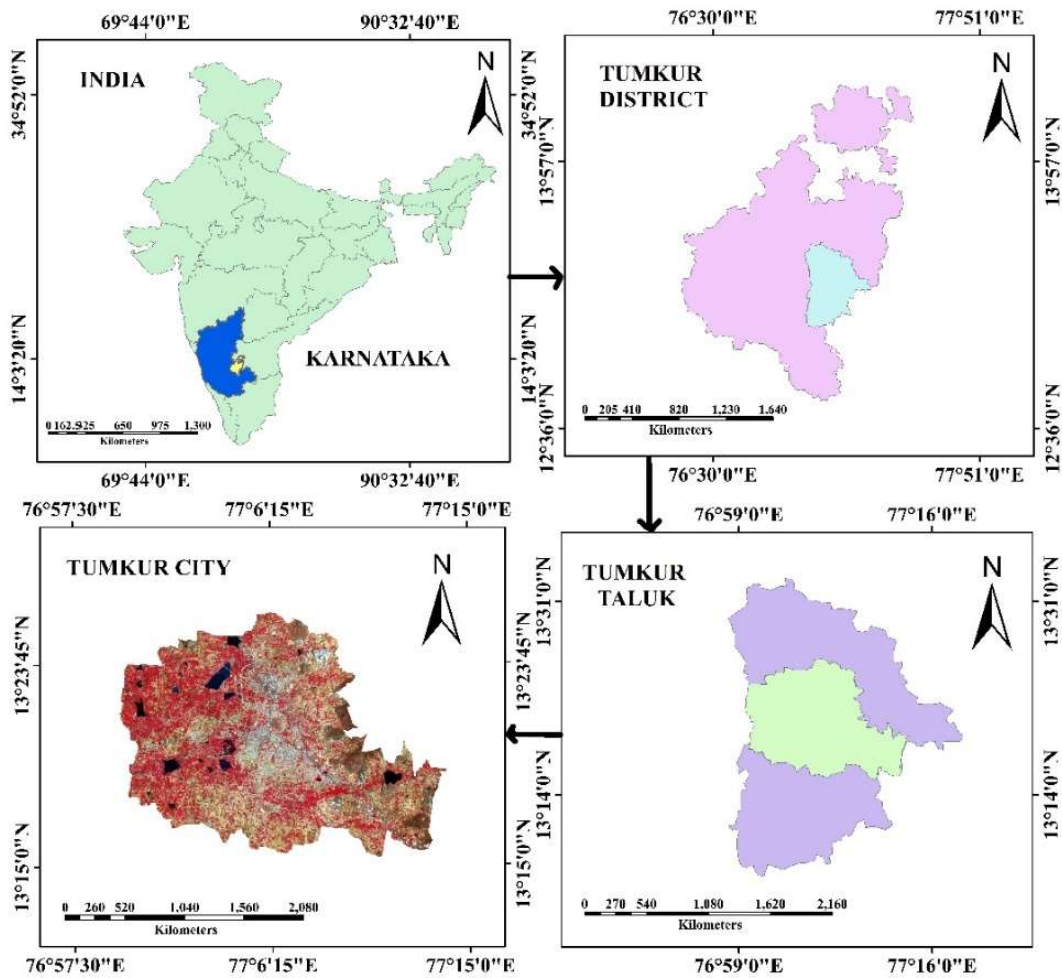 69°44'0"E 90°32'40"E
INDIA
N
34°52'0"N
34°52'0"N
14°3'20"N
14°3'20"N
KARNATAKA
0 162.5325 650 975 1,300
Kilometers
69°44'0"E 90°32'40"E
76°30'0"E 77°51'0"E
TUMKUR
DISTRICT
N
13°57'0"N
13°57'0"N
12°36'0"N
12°36'0"N
0 205 410 820 1,230 1,640
Kilometers
76°30'0"E 77°51'0"E
76°57'30"E 77°6'15"E 77°15'0"E
TUMKUR CITY
N
13°23'45"N
13°23'45"N
13°15'0"N
13°15'0"N
0 260 520 1,040 1,560 2,080
Kilometers
76°57'30"E 77°6'15"E 77°15'0"E
76°59'0"E 77°16'0"E
TUMKUR
TALUK
N
13°31'0"N
13°31'0"N
13°14'0"N
13°14'0"N
0 270 540 1,080 1,620 2,160
Kilometers
76°59'0"E 77°16'0"E